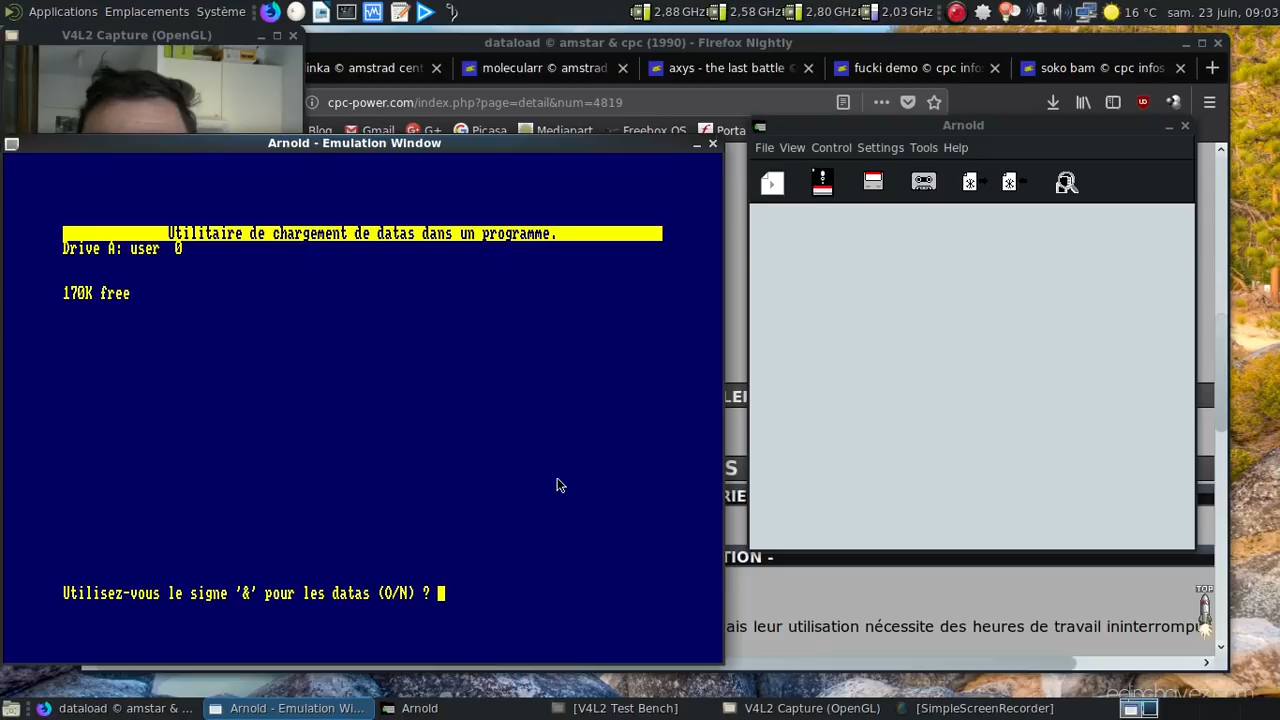 Applications Emplacements Système
2,88 GHz 2,58 GHz 2,80 GHz 2,03 GHz 16 °C sam. 23 juin, 09:03
V4L2 Capture (OpenGL)
dataload © amstar & cpc (1990) - Firefox Nightly
inka © amstrad cent
molecularr © amstrad
axys - the last battle ©
fucki demo © cpc infos
soko bam © cpc infos
cpc-power.com/index.php?page=detail&num=4819
Blog Gmail G+ Picasa Mediapart Freebox OS Porta
Arnold - Emulation Window
Arnold
File View Control Settings Tools Help
Utilitaire de chargement de datas dans un programme.
Drive A: user 0
170K free
Utilisez-vous le signe '&' pour les datas (O/N) ?
LEI
S
RIE
TION -
TOP
ais leur utilisation nécessite des heures de travail ininterrompu
dataload © amstar & ...
Arnold - Emulation Wi...
Arnold
[V4L2 Test Bench]
V4L2 Capture (OpenGL)
[SimpleScreenRecorder]